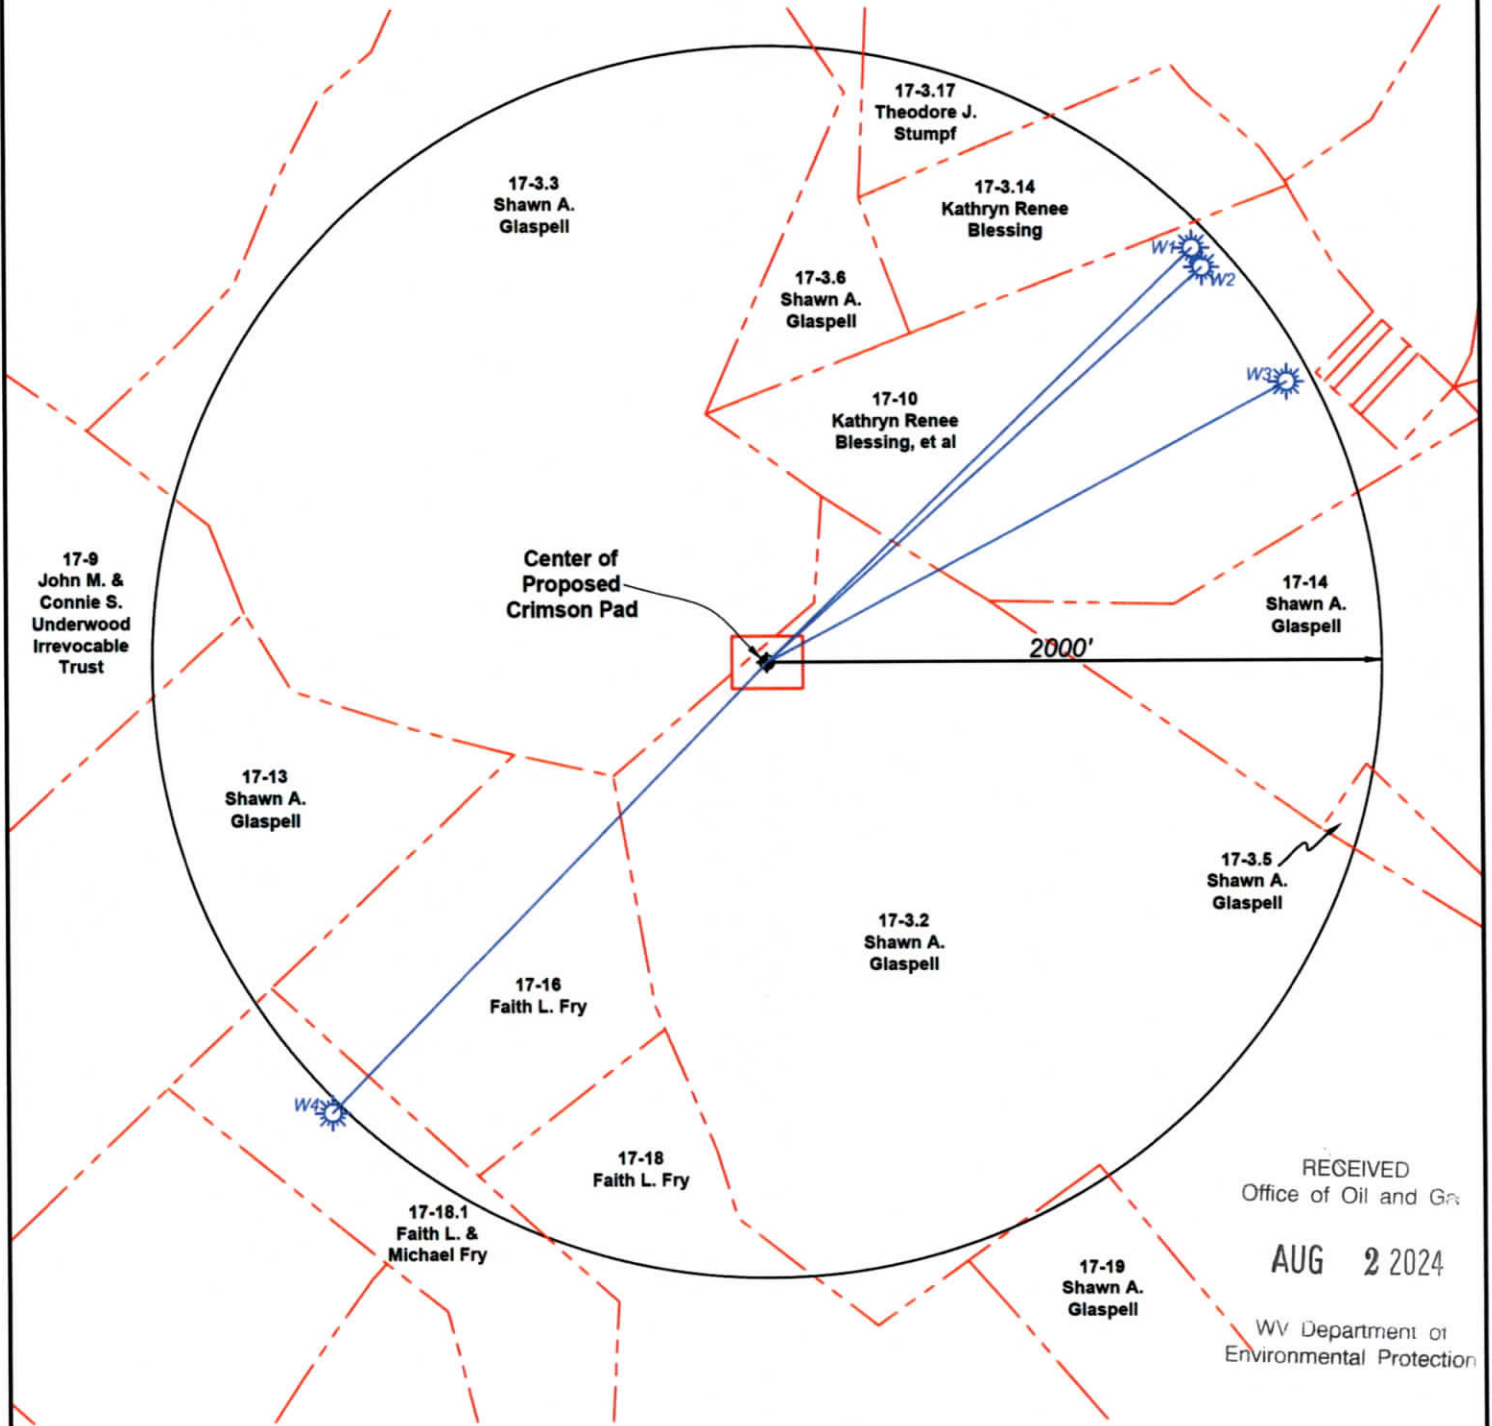 17-3.17
Theodore J.
Stumpf
17-3.3
Shawn A.
Glaspell
17-3.14
Kathryn Renee
Blessing
W1
W2
17-3.6
Shawn A.
Glaspell
W3
17-10
Kathryn Renee
Blessing, et al
17-9
John M. &
Connie S.
Underwood
Irrevocable
Trust
Center of
Proposed
Crimson Pad
17-14
Shawn A.
Glaspell
2000'
17-13
Shawn A.
Glaspell
17-3.5
Shawn A.
Glaspell
17-3.2
Shawn A.
Glaspell
17-16
Faith L. Fry
W4
17-18
Faith L. Fry
17-18.1
Faith L. &
Michael Fry
17-19
Shawn A.
Glaspell
RECEIVED
Office of Oil and Gas
AUG 2 2024
WV Department of
Environmental Protection